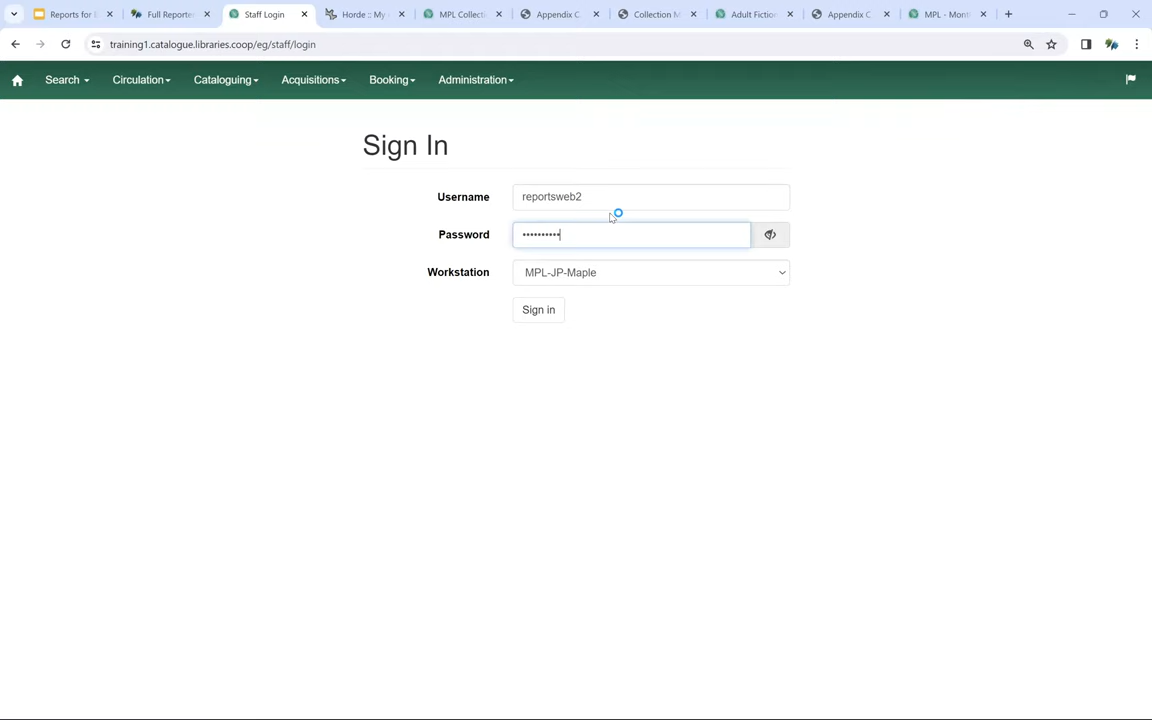 Reports for
Full Reporte
Staff Login
Horde :: My
MPL Collecti
Appendix C
Collection M
Adult Fictio
Appendix C
MPL - Mont
training1.catalogue.libraries.coop/eg/staff/login
Search
Circulation
Cataloguing
Acquisitions
Booking
Administration
Sign In
Username
reportsweb2
Password
••••••••••
Workstation
MPL-JP-Maple
Sign in